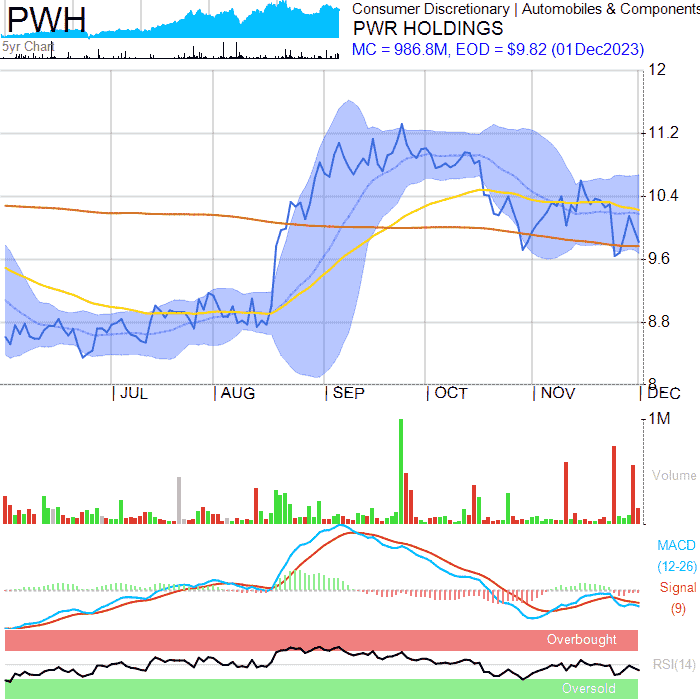 PWH
5yr Chart
Consumer Discretionary | Automobiles & Components
PWR HOLDINGS
MC = 986.8M, EOD = $9.82 (01Dec2023)
12
11.2
10.4
9.6
8.8
8
JUL AUG SEP OCT NOV DEC
1M
Volume
MACD
(12-26)
Signal
(9)
Overbought
RSI(14)
Oversold